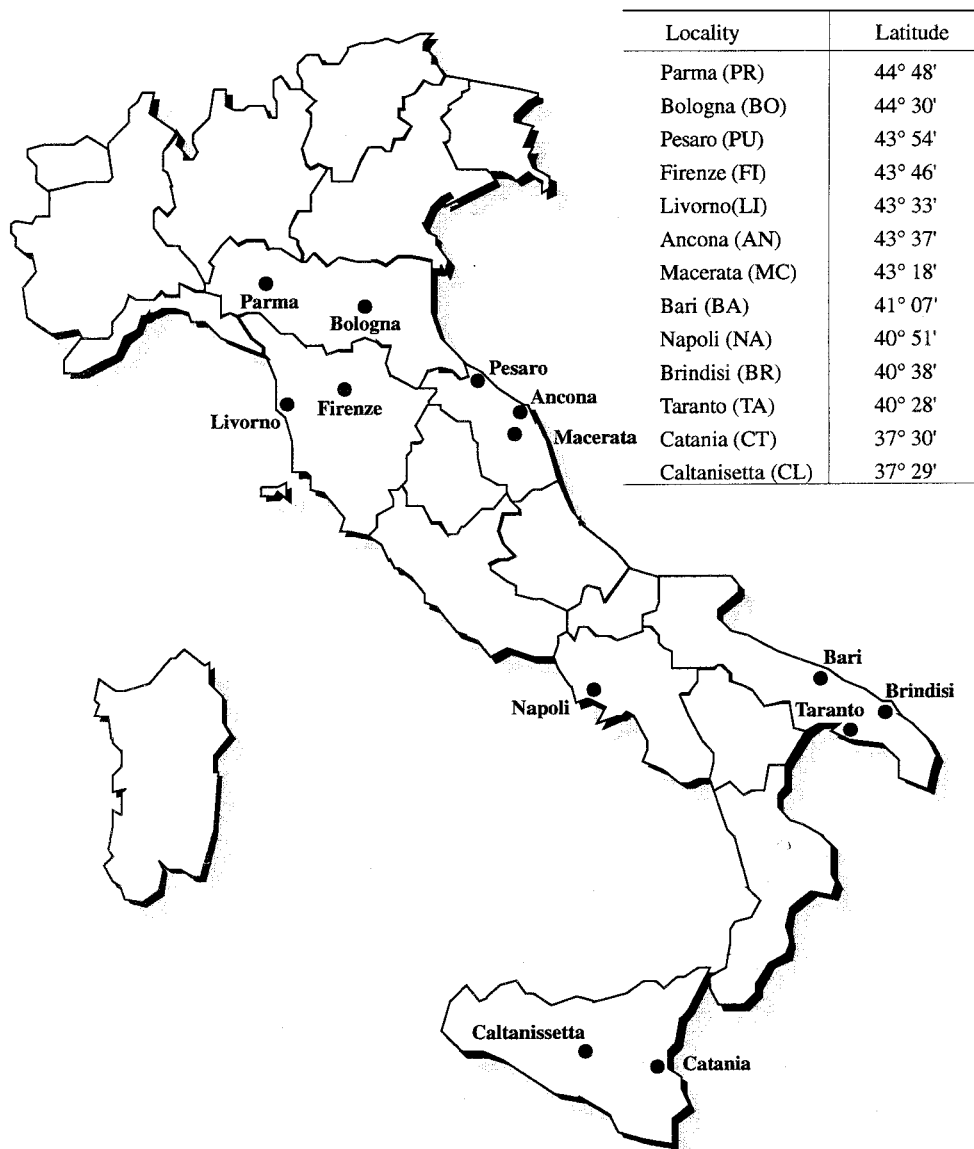 Locality Latitude
Parma (PR) 44° 48'
Bologna (BO) 44° 30'
Pesaro (PU) 43° 54'
Firenze (FI) 43° 46'
Livorno(LI) 43° 33'
Ancona (AN) 43° 37'
Macerata (MC) 43° 18'
Bari (BA) 41° 07'
Napoli (NA) 40° 51'
Brindisi (BR) 40° 38'
Taranto (TA) 40° 28'
Catania (CT) 37° 30'
Caltanisetta (CL) 37° 29'
Parma
Bologna
Pesaro
Firenze
Ancona
Livorno
Macerata
Bari
Brindisi
Napoli
Taranto
Caltanissetta
Catania